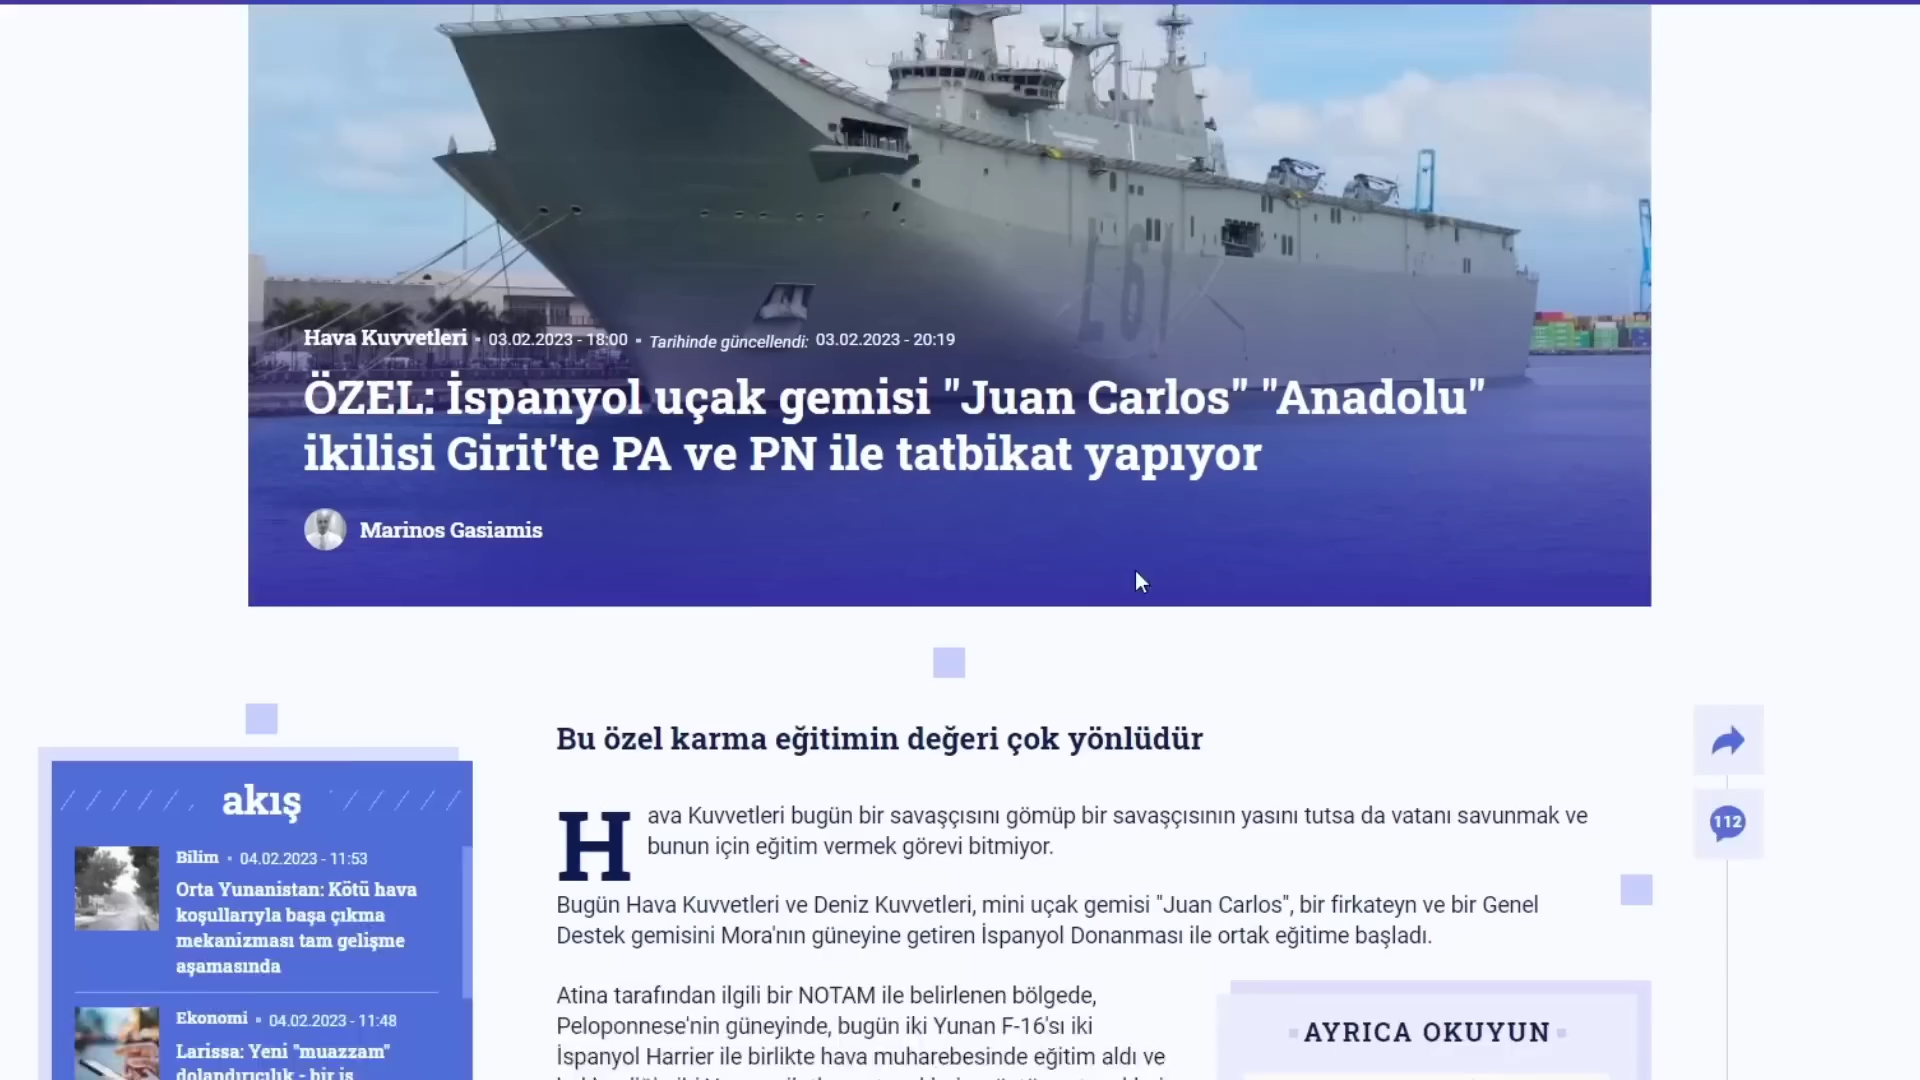 L61
Hava Kuvvetleri ▪ 03.02.2023 - 18:00 ▪ Tarihinde güncellendi: 03.02.2023 - 20:19
ÖZEL: İspanyol uçak gemisi "Juan Carlos" "Anadolu"
ikilisi Girit'te PA ve PN ile tatbikat yapıyor
Marinos Gasiamis
akış
Bilim ▪ 04.02.2023 - 11:53
Orta Yunanistan: Kötü hava
koşullarıyla başa çıkma
mekanizması tam gelişme
aşamasında
Ekonomi ▪ 04.02.2023 - 11:48
Larissa: Yeni "muazzam"
dolandırıcılık - bir iş
Bu özel karma eğitimin değeri çok yönlüdür
Hava Kuvvetleri bugün bir savaşçısını gömüp bir savaşçısının yasını tutsa da vatanı savunmak ve
bunun için eğitim vermek görevi bitmiyor.
Bugün Hava Kuvvetleri ve Deniz Kuvvetleri, mini uçak gemisi "Juan Carlos", bir firkateyn ve bir Genel
Destek gemisini Mora'nın güneyine getiren İspanyol Donanması ile ortak eğitime başladı.
Atina tarafından ilgili bir NOTAM ile belirlenen bölgede,
Peloponnese'nin güneyinde, bugün iki Yunan F-16'sı iki
İspanyol Harrier ile birlikte hava muharebesinde eğitim aldı ve
AYRICA OKUYUN
112